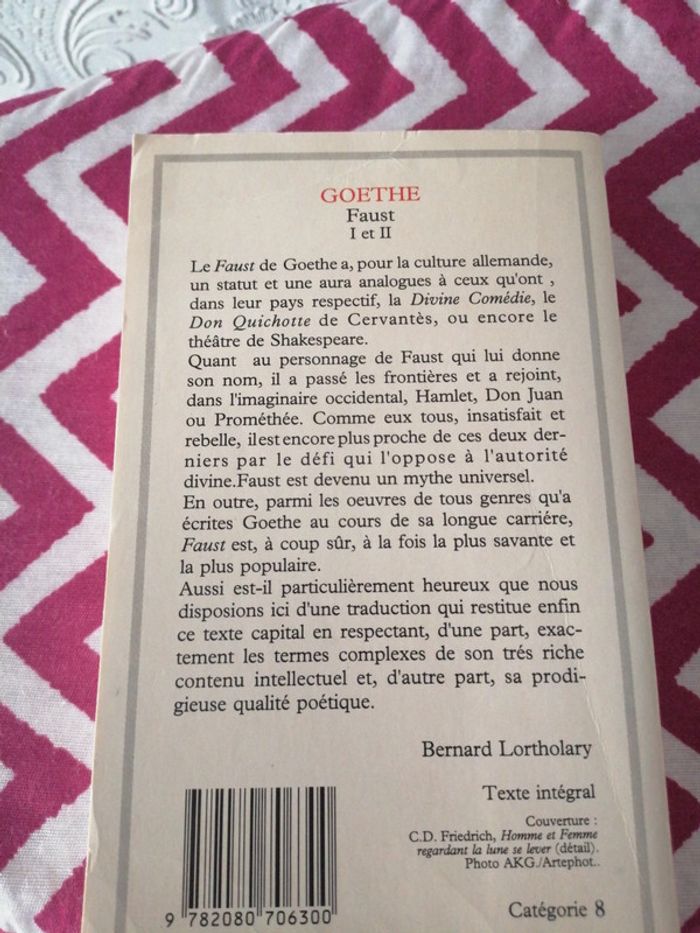 GOETHE
Faust
I et II
Le Faust de Goethe a, pour la culture allemande,
un statut et une aura analogues à ceux qu'ont ,
dans leur pays respectif, la Divine Comédie, le
Don Quichotte de Cervantès, ou encore le
théâtre de Shakespeare.
Quant au personnage de Faust qui lui donne
son nom, il a passé les frontières et a rejoint,
dans l'imaginaire occidental, Hamlet, Don Juan
ou Prométhée. Comme eux tous, insatisfait et
rebelle, il est encore plus proche de ces deux der-
niers par le défi qui l'oppose à l'autorité
divine.Faust est devenu un mythe universel.
En outre, parmi les oeuvres de tous genres qu'a
écrites Goethe au cours de sa longue carriére,
Faust est, à coup sûr, à la fois la plus savante et
la plus populaire.
Aussi est-il particulièrement heureux que nous
disposions ici d'une traduction qui restitue enfin
ce texte capital en respectant, d'une part, exac-
tement les termes complexes de son trés riche
contenu intellectuel et, d'autre part, sa prodi-
gieuse qualité poétique.
Bernard Lortholary
Texte intégral
Couverture :
C.D. Friedrich, Homme et Femme
regardant la lune se lever (détail).
Photo AKG./Artephot..
9 782080 706300
Catégorie 8